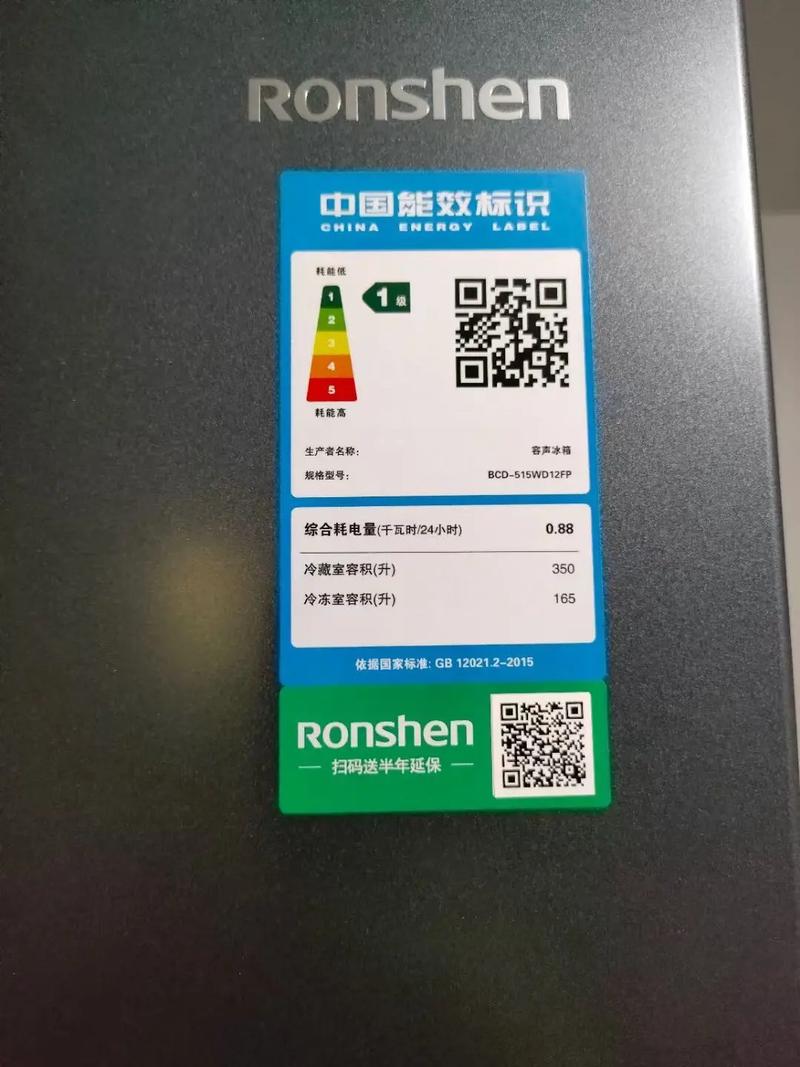 Ronshen
中国能效标识
CHINA ENERGY LABEL
耗能低
1
1级
2
3
4
5
耗能高
生产者名称: 容声冰箱
规格型号: BCD-515WD12FP
综合耗电量(千瓦时/24小时) 0.88
冷藏室容积(升) 350
冷冻室容积(升) 165
依据国家标准: GB 12021.2-2015
Ronshen
扫码送半年延保